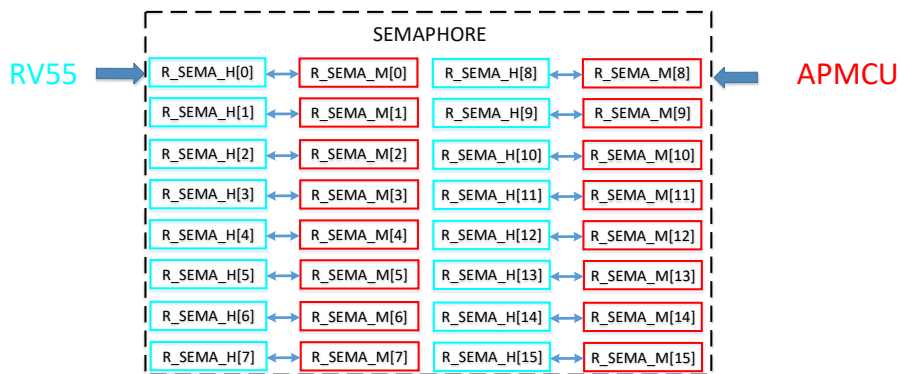 SEMAPHORE
RV55 R_SEMA_H[0] R_SEMA_M[0] R_SEMA_H[8] R_SEMA_M[8] APMCU
R_SEMA_H[1] R_SEMA_M[1] R_SEMA_H[9] R_SEMA_M[9]
R_SEMA_H[2] R_SEMA_M[2] R_SEMA_H[10] R_SEMA_M[10]
R_SEMA_H[3] R_SEMA_M[3] R_SEMA_H[11] R_SEMA_M[11]
R_SEMA_H[4] R_SEMA_M[4] R_SEMA_H[12] R_SEMA_M[12]
R_SEMA_H[5] R_SEMA_M[5] R_SEMA_H[13] R_SEMA_M[13]
R_SEMA_H[6] R_SEMA_M[6] R_SEMA_H[14] R_SEMA_M[14]
R_SEMA_H[7] R_SEMA_M[7] R_SEMA_H[15] R_SEMA_M[15]